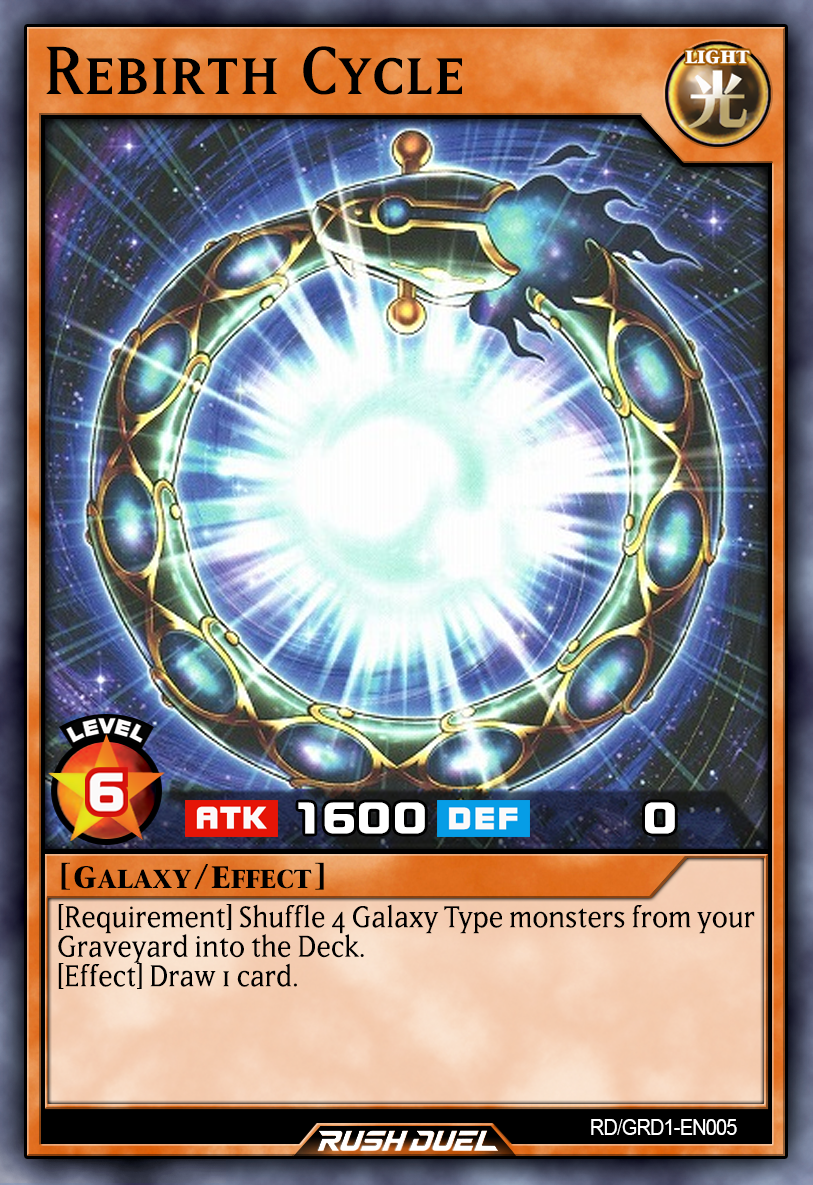 Rebirth Cycle
LIGHT
光
LEVEL
6
ATK 1600 DEF 0
[Galaxy/Effect]
[Requirement] Shuffle 4 Galaxy Type monsters from your
Graveyard into the Deck.
[Effect] Draw 1 card.
RUSH DUEL
RD/GRD1-EN005